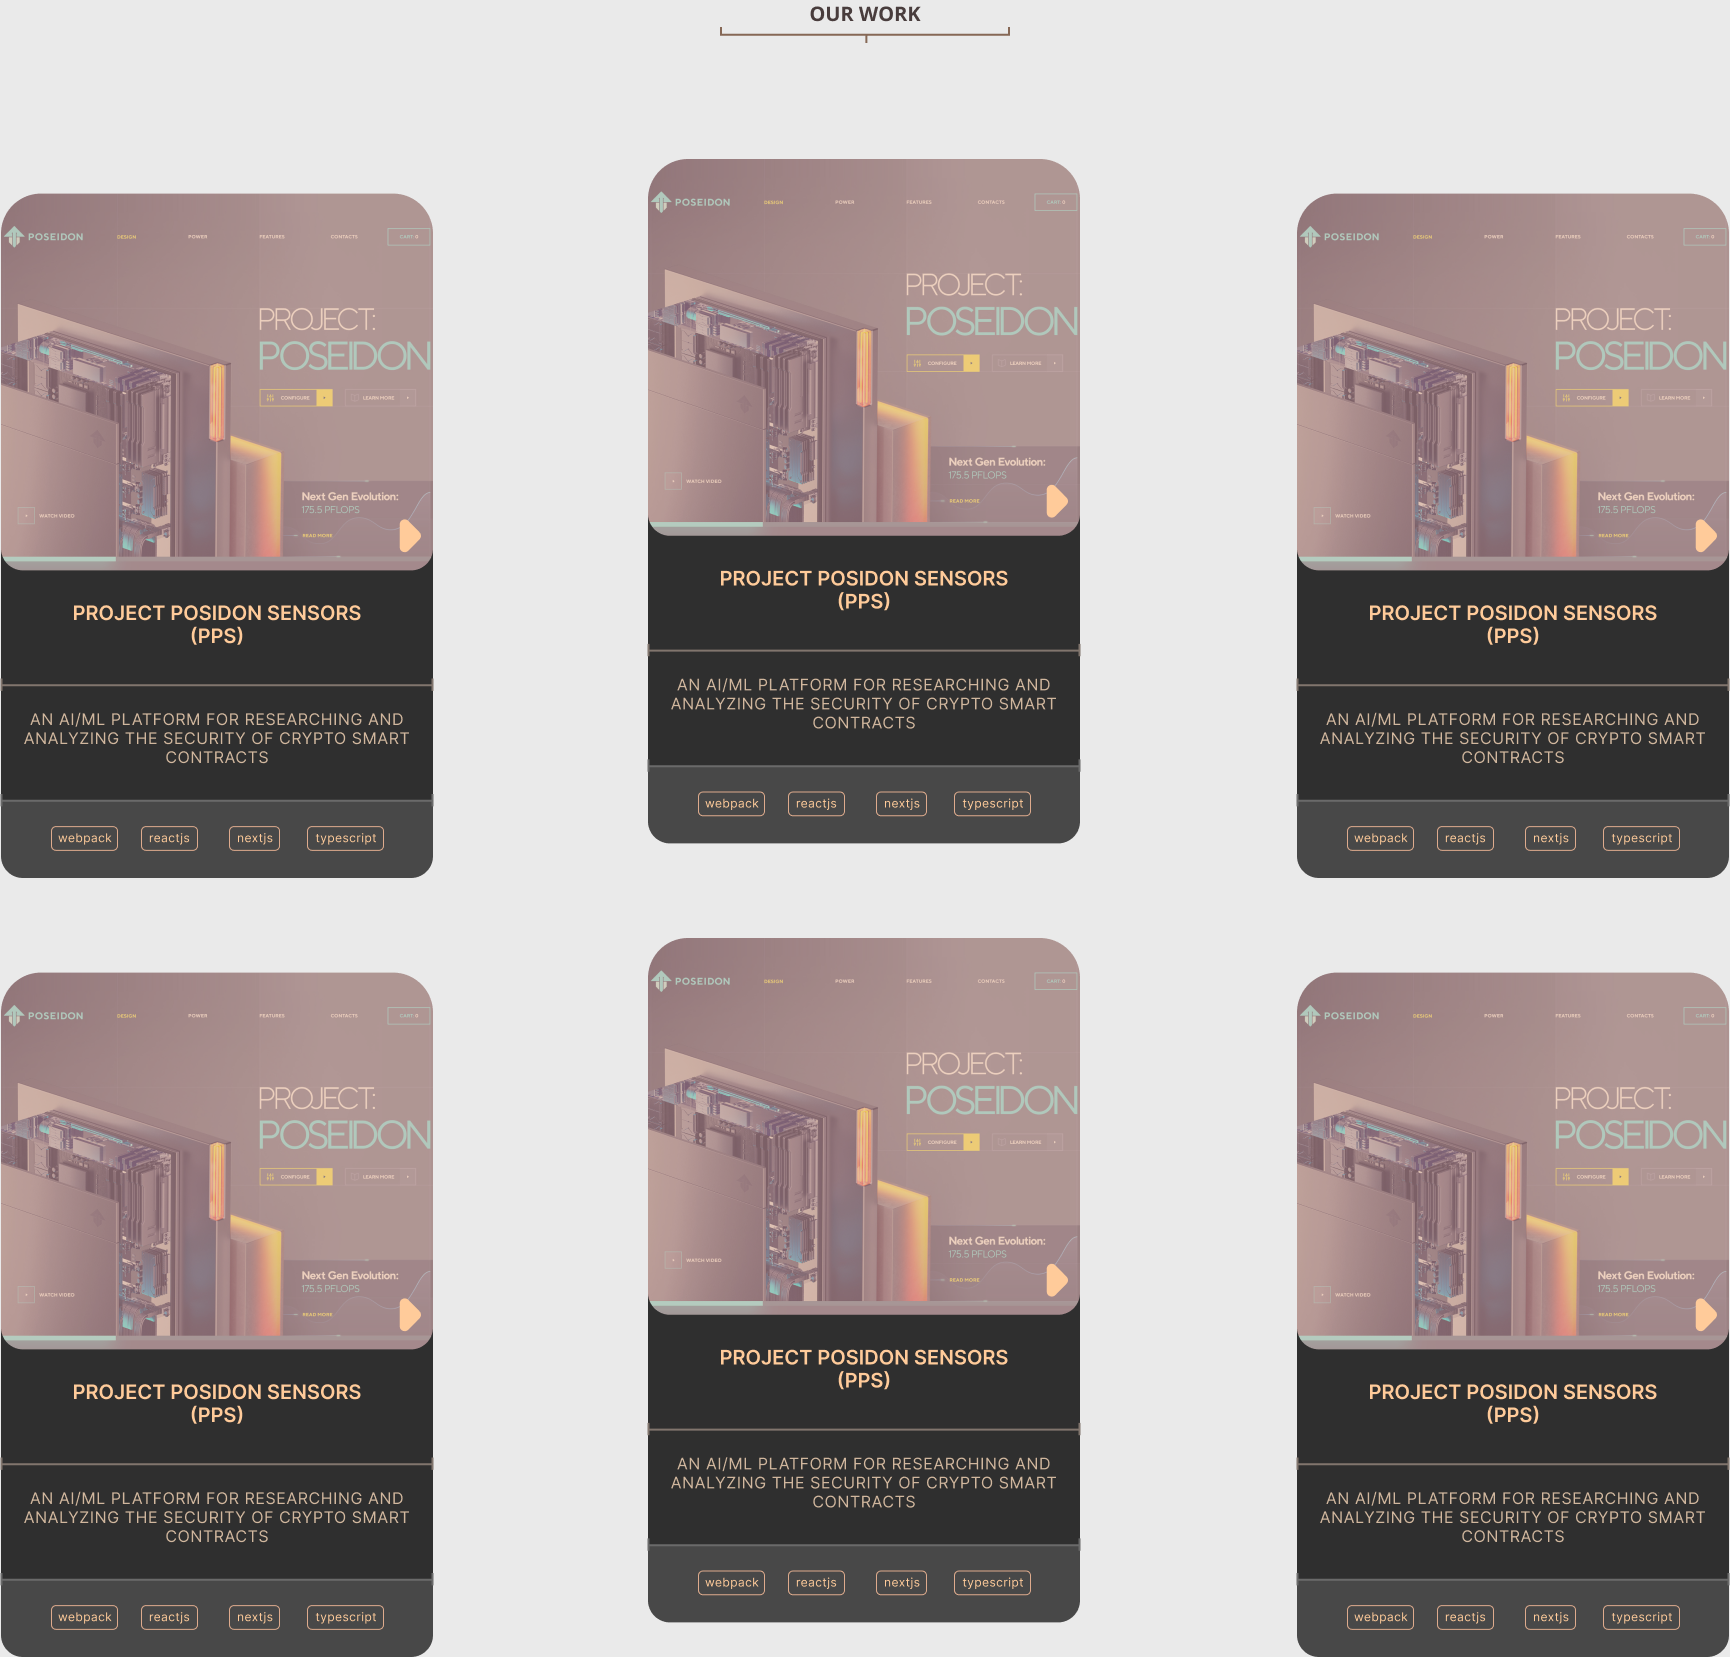 OUR WORK
POSEIDON
DESIGN
POWER
FEATURES
CONTACTS
CART: 0
PROJECT:
POSEIDON
CONFIGURE
LEARN MORE
WATCH VIDEO
Next Gen Evolution:
175.5 PFLOPS
READ MORE
PROJECT POSIDON SENSORS
(PPS)
AN AI/ML PLATFORM FOR RESEARCHING AND
ANALYZING THE SECURITY OF CRYPTO SMART
CONTRACTS
webpack
reactjs
nextjs
typescript
POSEIDON
DESIGN
POWER
FEATURES
CONTACTS
CART: 0
PROJECT:
POSEIDON
CONFIGURE
LEARN MORE
WATCH VIDEO
Next Gen Evolution:
175.5 PFLOPS
READ MORE
PROJECT POSIDON SENSORS
(PPS)
AN AI/ML PLATFORM FOR RESEARCHING AND
ANALYZING THE SECURITY OF CRYPTO SMART
CONTRACTS
webpack
reactjs
nextjs
typescript
POSEIDON
DESIGN
POWER
FEATURES
CONTACTS
CART: 0
PROJECT:
POSEIDON
CONFIGURE
LEARN MORE
WATCH VIDEO
Next Gen Evolution:
175.5 PFLOPS
READ MORE
PROJECT POSIDON SENSORS
(PPS)
AN AI/ML PLATFORM FOR RESEARCHING AND
ANALYZING THE SECURITY OF CRYPTO SMART
CONTRACTS
webpack
reactjs
nextjs
typescript
POSEIDON
DESIGN
POWER
FEATURES
CONTACTS
CART: 0
PROJECT:
POSEIDON
CONFIGURE
LEARN MORE
WATCH VIDEO
Next Gen Evolution:
175.5 PFLOPS
READ MORE
PROJECT POSIDON SENSORS
(PPS)
AN AI/ML PLATFORM FOR RESEARCHING AND
ANALYZING THE SECURITY OF CRYPTO SMART
CONTRACTS
webpack
reactjs
nextjs
typescript
POSEIDON
DESIGN
POWER
FEATURES
CONTACTS
CART: 0
PROJECT:
POSEIDON
CONFIGURE
LEARN MORE
WATCH VIDEO
Next Gen Evolution:
175.5 PFLOPS
READ MORE
PROJECT POSIDON SENSORS
(PPS)
AN AI/ML PLATFORM FOR RESEARCHING AND
ANALYZING THE SECURITY OF CRYPTO SMART
CONTRACTS
webpack
reactjs
nextjs
typescript
POSEIDON
DESIGN
POWER
FEATURES
CONTACTS
CART: 0
PROJECT:
POSEIDON
CONFIGURE
LEARN MORE
WATCH VIDEO
Next Gen Evolution:
175.5 PFLOPS
READ MORE
PROJECT POSIDON SENSORS
(PPS)
AN AI/ML PLATFORM FOR RESEARCHING AND
ANALYZING THE SECURITY OF CRYPTO SMART
CONTRACTS
webpack
reactjs
nextjs
typescript